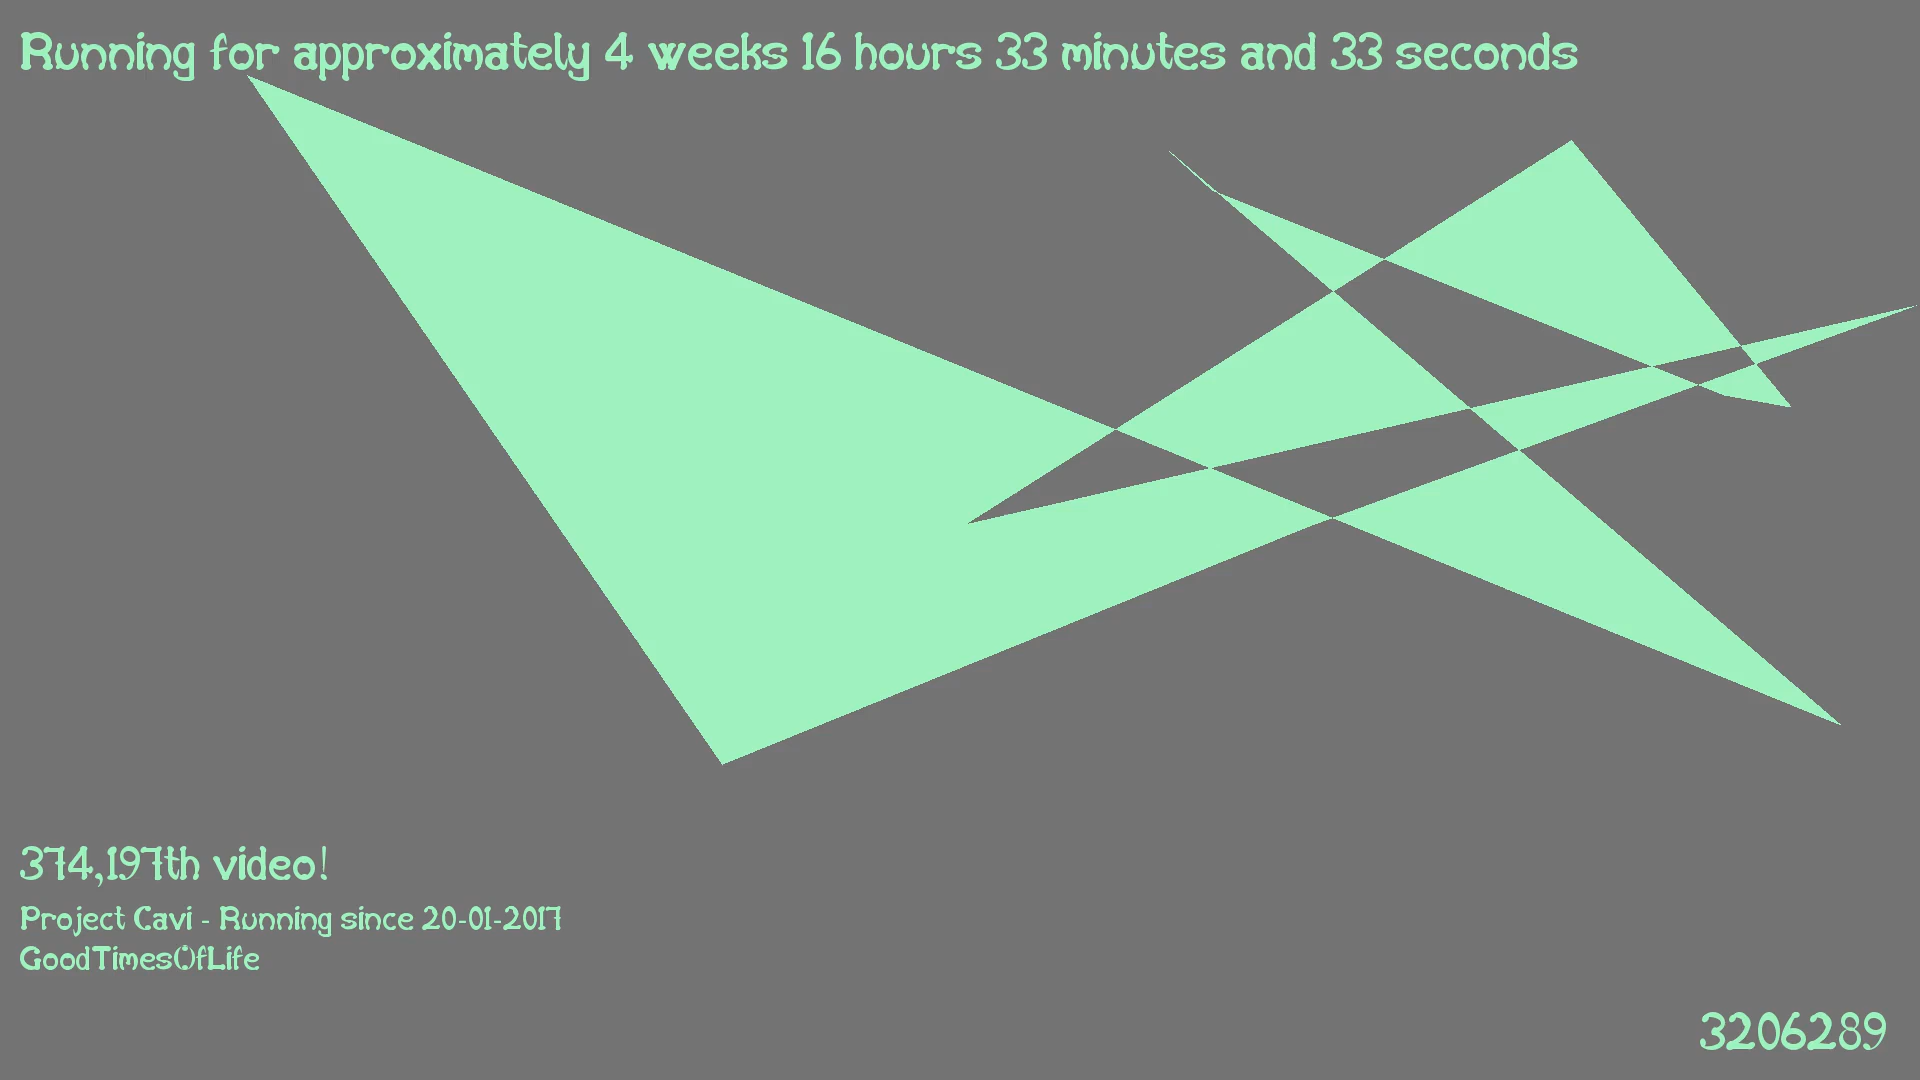 Running for approximately 4 weeks 16 hours 33 minutes and 33 seconds
374,197th video!
Project Cavi - Running since 20-01-2017
GoodTimesOfLife
3206289